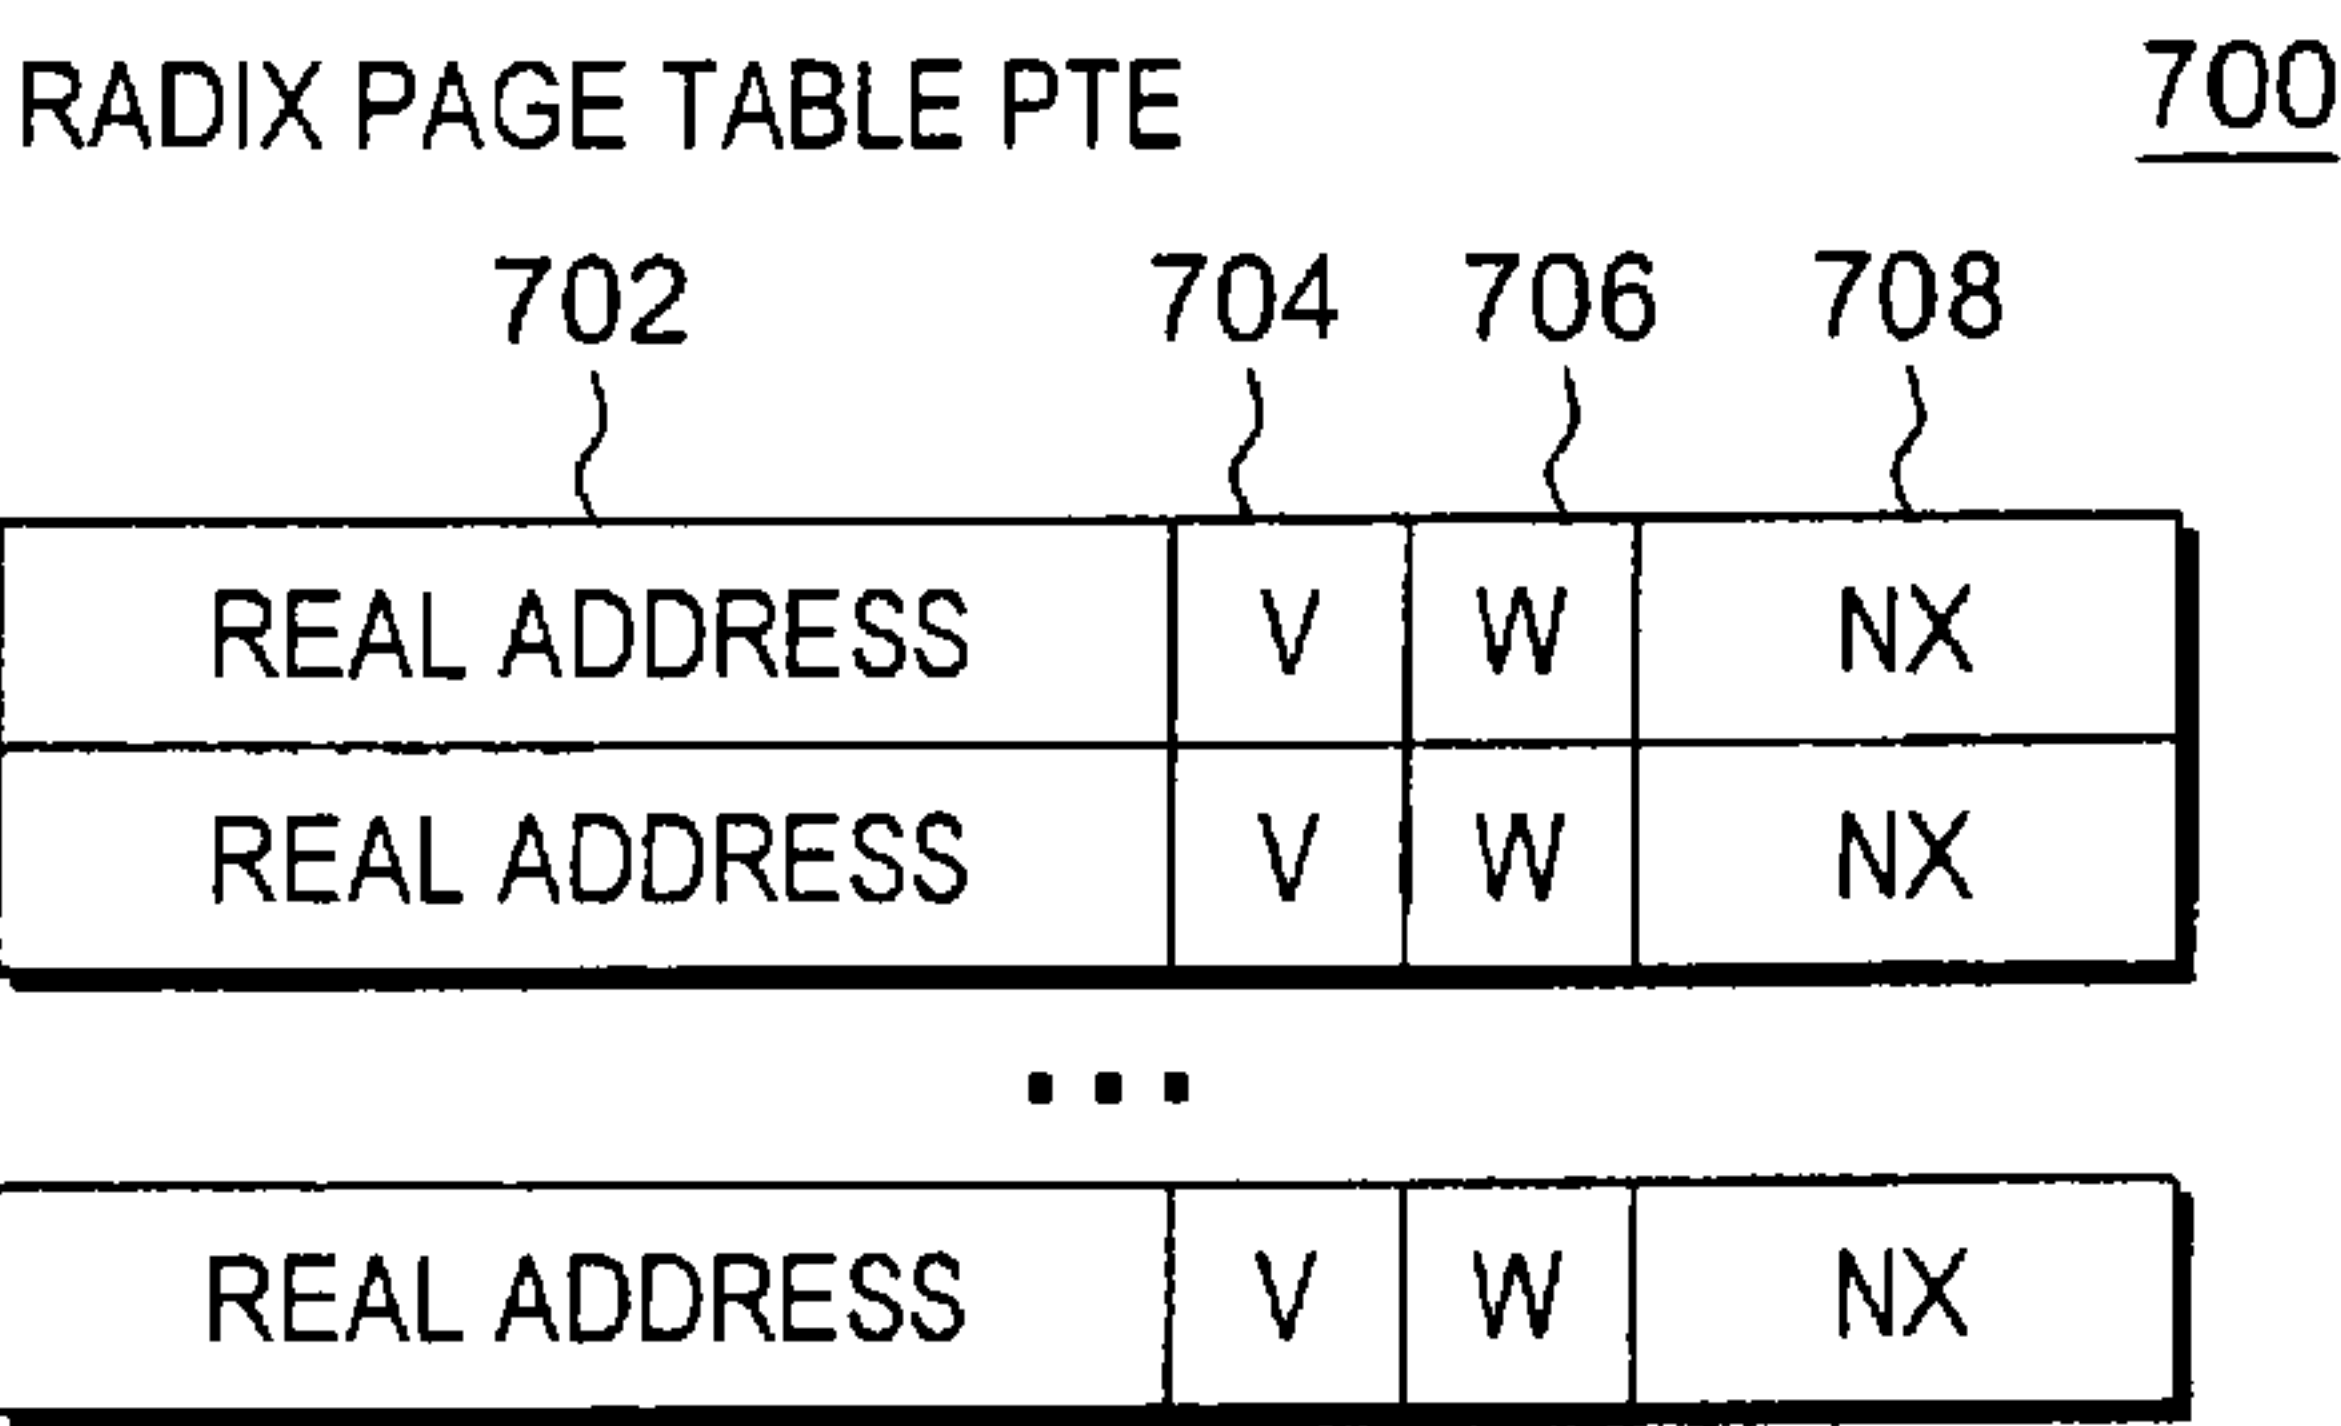 RADIX PAGE TABLE PTE 700
702 704 706 708
REAL ADDRESS V W NX
REAL ADDRESS V W NX
...
REAL ADDRESS V W NX